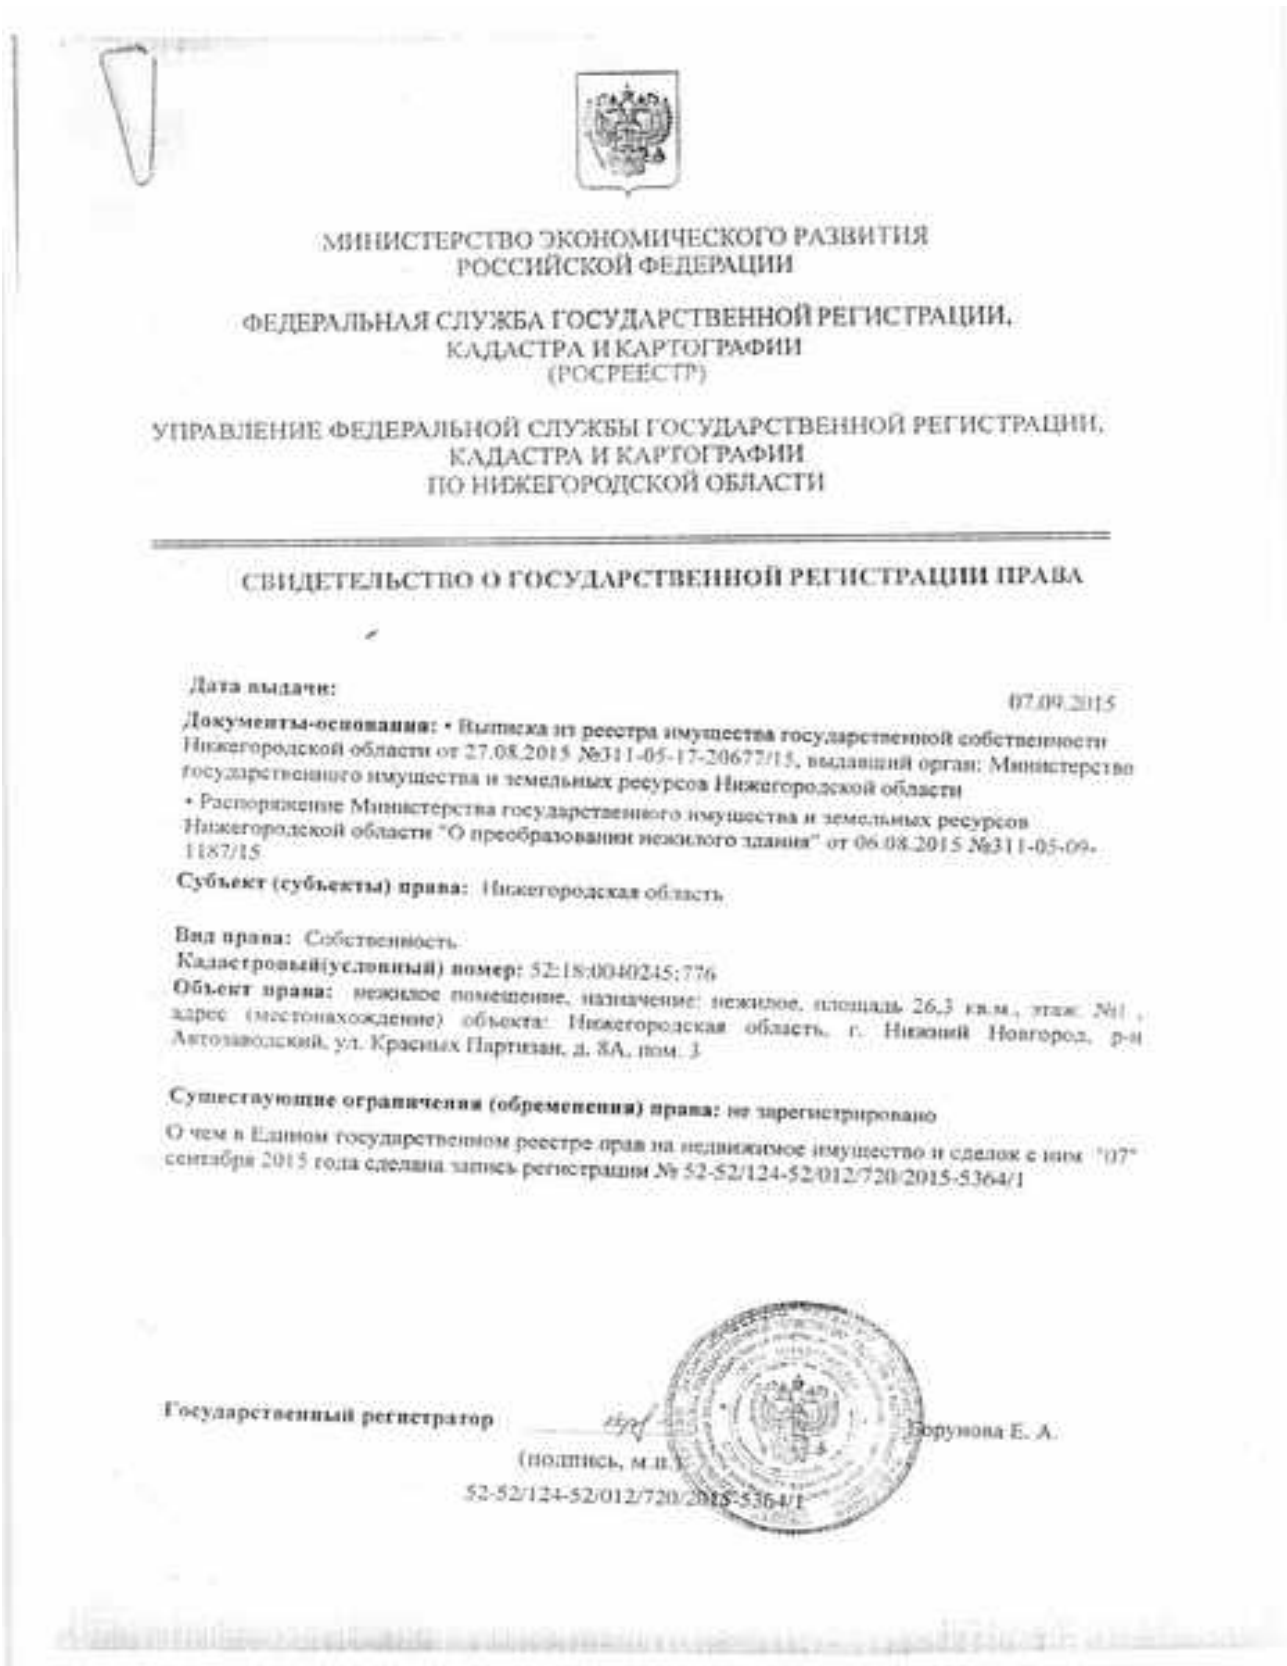 МИНИСТЕРСТВО ЭКОНОМИЧЕСКОГО РАЗВИТИЯ
РОССИЙСКОЙ ФЕДЕРАЦИИ
ФЕДЕРАЛЬНАЯ СЛУЖБА ГОСУДАРСТВЕННОЙ РЕГИСТРАЦИИ,
КАДАСТРА И КАРТОГРАФИИ
(РОСРЕЕСТР)
УПРАВЛЕНИЕ ФЕДЕРАЛЬНОЙ СЛУЖБЫ ГОСУДАРСТВЕННОЙ РЕГИСТРАЦИИ,
КАДАСТРА И КАРТОГРАФИИ
ПО НИЖЕГОРОДСКОЙ ОБЛАСТИ
СВИДЕТЕЛЬСТВО О ГОСУДАРСТВЕННОЙ РЕГИСТРАЦИИ ПРАВА
Дата выдачи:
07.09.2015
Документы-основания: • Выписка из реестра имущества государственной собственности
Нижегородской области от 27.08.2015 №311-05-17-20677/15, выдавший орган: Министерство
государственного имущества и земельных ресурсов Нижегородской области
• Распоряжение Министерства государственного имущества и земельных ресурсов
Нижегородской области "О преобразовании нежилого здания" от 06.08.2015 №311-05-09-
1187/15
Субъект (субъекты) права: Нижегородская область
Вид права: Собственность
Кадастровый(условный) номер: 52:18:0040245:776
Объект права: нежилое помещение, назначение: нежилое, площадь 26,3 кв.м., этаж: №1 ,
адрес (местонахождение) объекта: Нижегородская область, г. Нижний Новгород, р-н
Автозаводский, ул. Красных Партизан, д. 8А, пом. 3
Существующие ограничения (обременения) права: не зарегистрировано
О чем в Едином государственном реестре прав на недвижимое имущество и сделок с ним "07"
сентября 2015 года сделана запись регистрации № 52-52/124-52/012/720/2015-5364/1
Государственный регистратор
Борунова Е. А.
(подпись, м.п.)
52-52/124-52/012/720/2015-5364/1